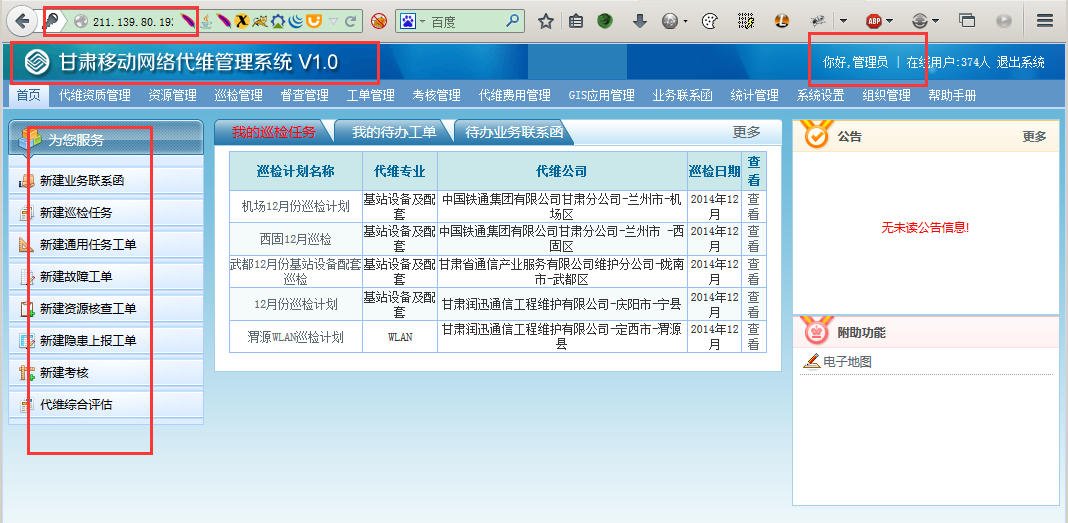 211.139.80.193
百度
甘肃移动网络代维管理系统 V1.0
你好,管理员 | 在线用户:374人 退出系统
首页 代维资质管理 资源管理 巡检管理 督查管理 工单管理 考核管理 代维费用管理 GIS应用管理 业务联系函 统计管理 系统设置 组织管理 帮助手册
为您服务
新建业务联系函
新建巡检任务
新建通用任务工单
新建故障工单
新建资源核查工单
新建隐患上报工单
新建考核
代维综合评估
我的巡检任务 我的待办工单 待办业务联系函 更多
巡检计划名称 代维专业 代维公司 巡检日期 查看
机场12月份巡检计划 基站设备及配套 中国铁通集团有限公司甘肃分公司-兰州市-机场区 2014年12月 查看
西固12月巡检 基站设备及配套 中国铁通集团有限公司甘肃分公司-兰州市 -西固区 2014年12月 查看
武都12月份基站设备配套巡检 基站设备及配套 甘肃省通信产业服务有限公司维护分公司-陇南市-武都区 2014年12月 查看
12月份巡检计划 基站设备及配套 甘肃润迅通信工程维护有限公司-庆阳市-宁县 2014年12月 查看
渭源WLAN巡检计划 WLAN 甘肃润迅通信工程维护有限公司-定西市-渭源县 2014年12月 查看
公告 更多
无未读公告信息!
附助功能
电子地图